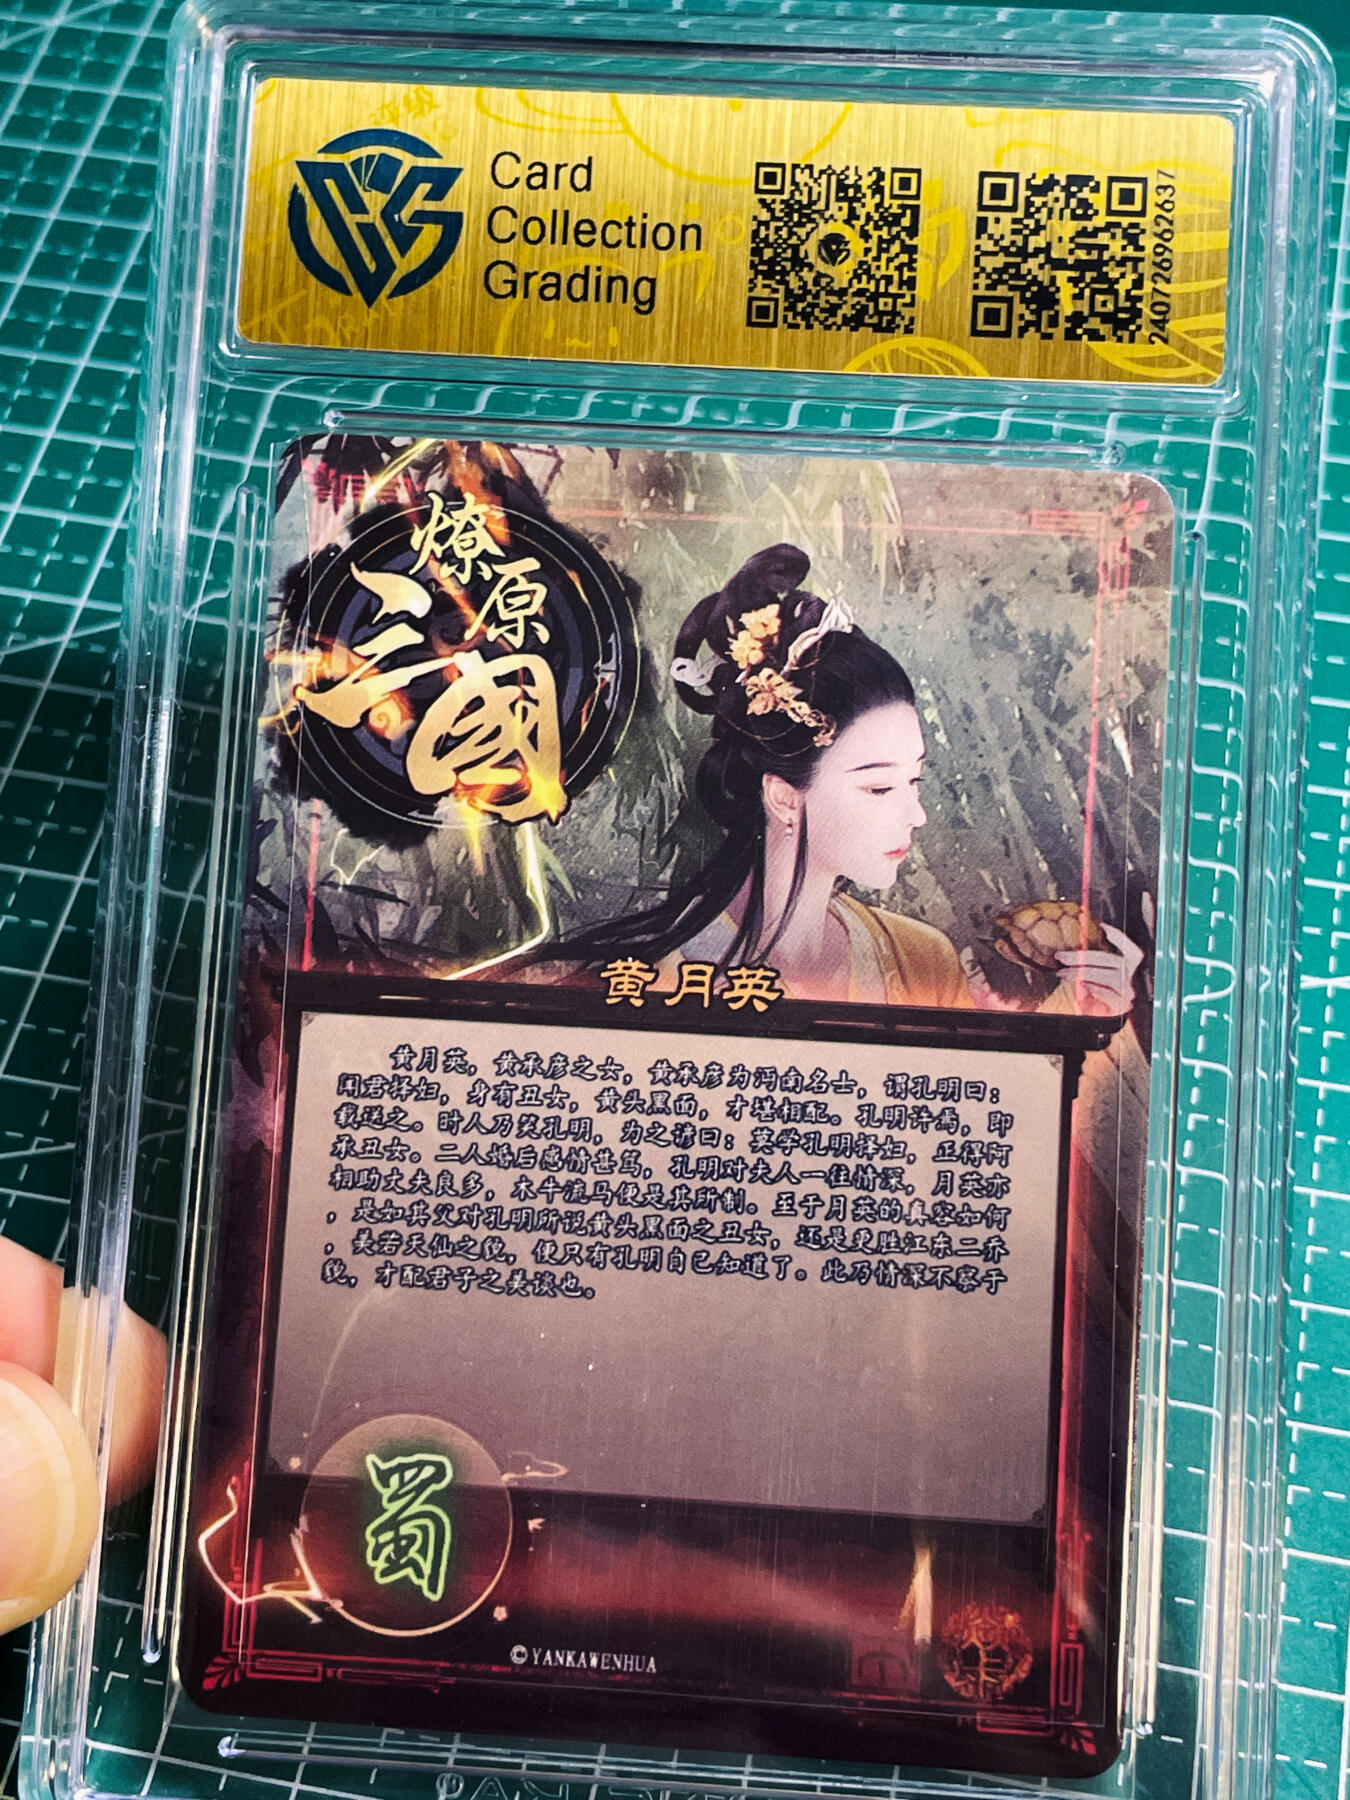 Card
Collection
Grading
240726962637
燎原
三國
黄月英
黄月英，黄承彦之女，黄承彦为沔南名士，谓孔明曰：
闻君择妇，身有丑女，黄头黑面，才堪相配。孔明许焉，即
载送之。时人乃笑孔明，为之谚曰：莫学孔明择妇，正得阿
承丑女。二人婚后感情甚笃，孔明对夫人一往情深，月英亦
相助丈夫良多，木牛流马便是其所制。至于月英的真容如何
，是如其父对孔明所说黄头黑面之丑女，还是更胜江东二乔
，美若天仙之貌，便只有孔明自己知道了。此乃情深不察于
貌，才配君子之美谈也。
蜀
©YANKAWENHUA